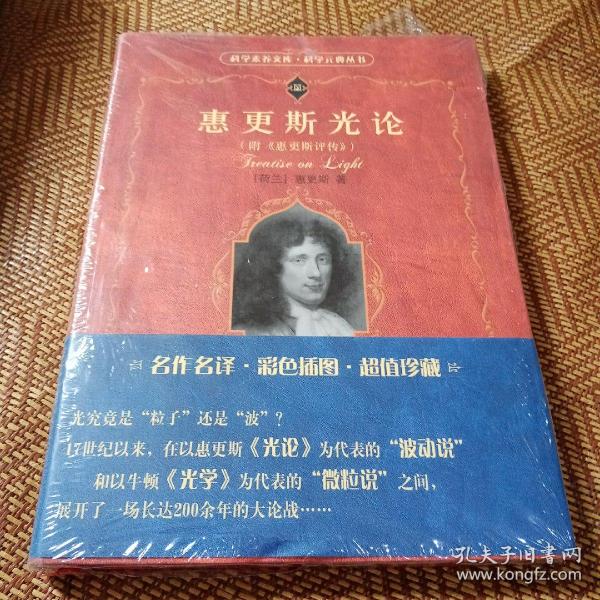 科学素养文库·科学元典丛书
惠更斯光论
(附《惠更斯评传》)
Treatise on Light
[荷兰] 惠更斯 著
名作名译·彩色插图·超值珍藏
光究竟是“粒子”还是“波”?
17世纪以来,在以惠更斯《光论》为代表的“波动说”
和以牛顿《光学》为代表的“微粒说”之间,
展开了一场长达200余年的大论战……
孔夫子旧书网
www.kongfz.com